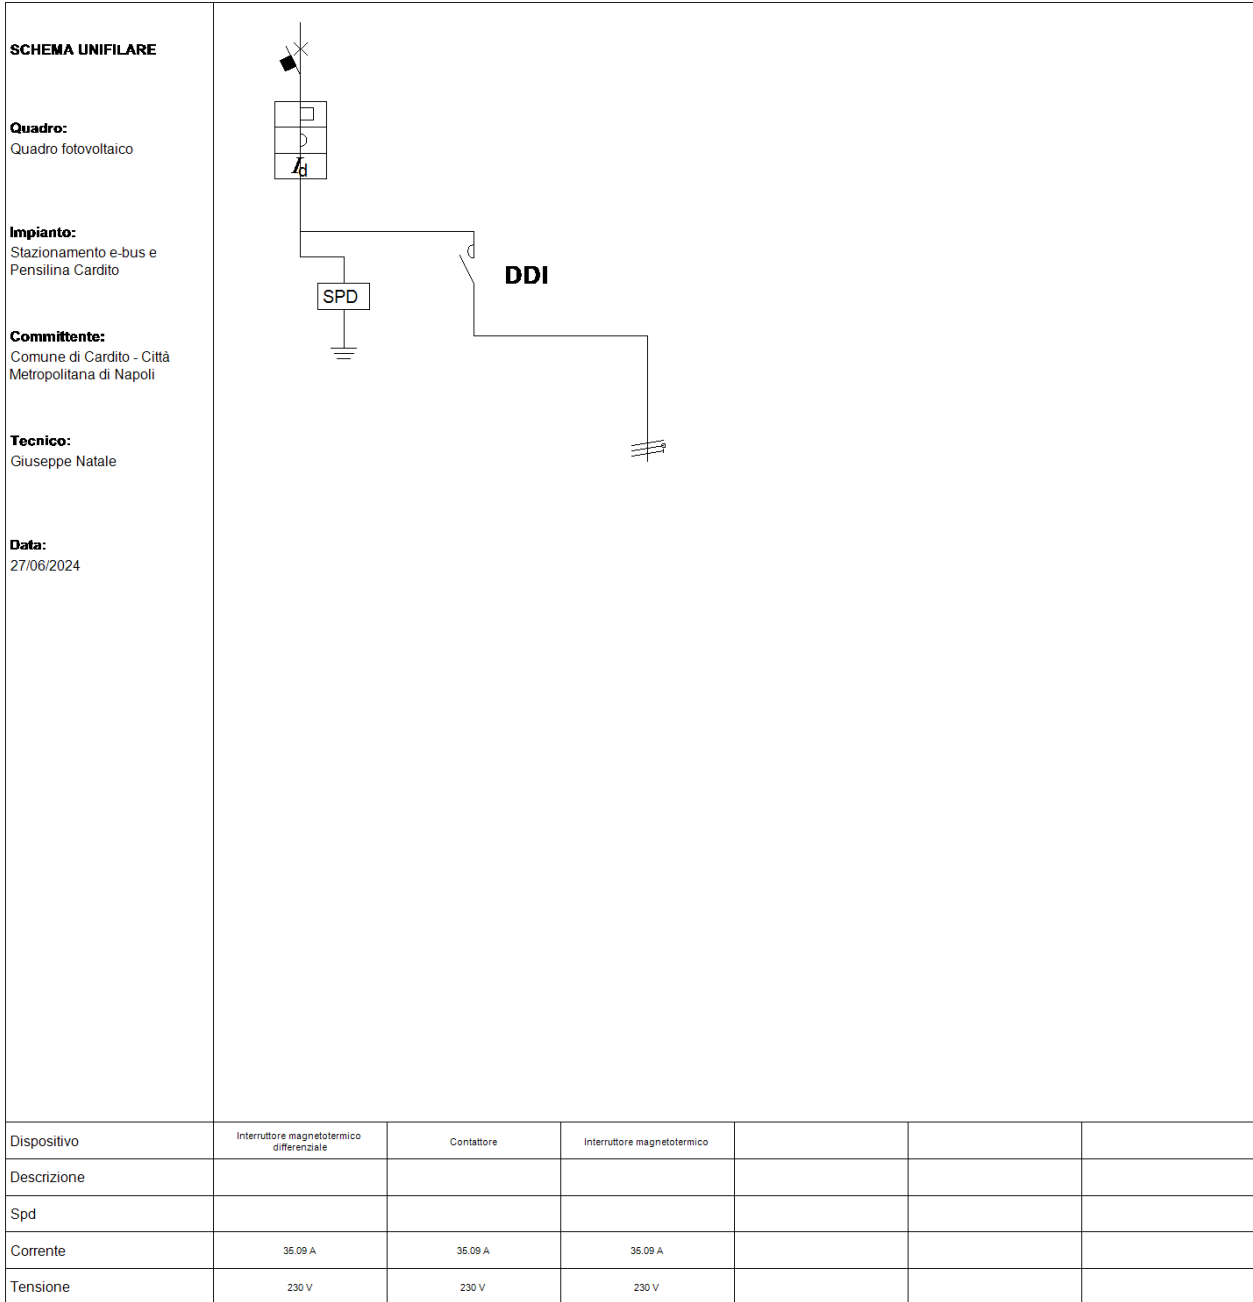 SCHEMA UNIFILARE
Quadro:
Quadro fotovoltaico
Impianto:
Stazionamento e-bus e
Pensilina Cardito
Committente:
Comune di Cardito - Città
Metropolitana di Napoli
Tecnico:
Giuseppe Natale
Data:
27/06/2024
Id
SPD
DDI
Dispositivo
Interruttore magnetotermico
differenziale
Contattore
Interruttore magnetotermico
Descrizione
Spd
Corrente
35.09 A
35.09 A
35.09 A
Tensione
230 V
230 V
230 V